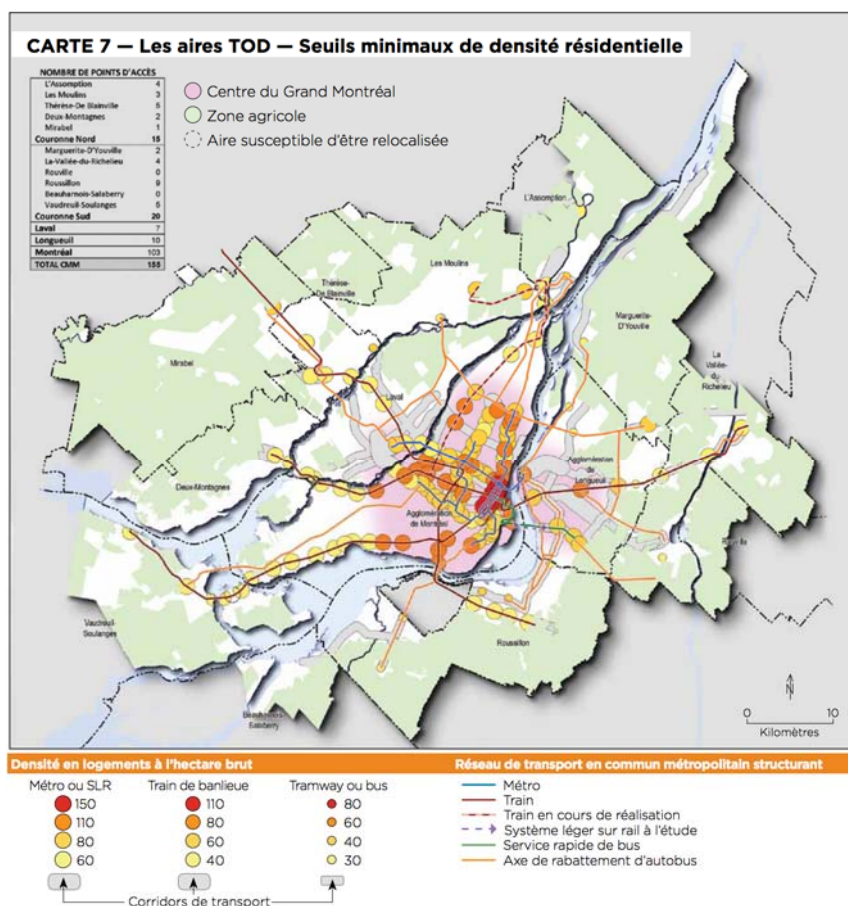 CARTE 7 — Les aires TOD — Seuils minimaux de densité résidentielle
NOMBRE DE POINTS D'ACCÈS
L'Assomption 4
Les Moulins 3
Thérèse-De Blainville 5
Deux-Montagnes 2
Mirabel 1
Couronne Nord 15
Marguerite-D'Youville 2
La-Vallée-du-Richelieu 4
Rouville 0
Roussillon 9
Beauharnois-Salaberry 0
Vaudreuil-Soulanges 5
Couronne Sud 20
Laval 7
Longueuil 10
Montréal 103
TOTAL CMM 155
Centre du Grand Montréal
Zone agricole
Aire susceptible d'être relocalisée
L'Assomption
Les Moulins
Thérèse-
De Blainville
Marguerite-
D'Youville
Mirabel
La
Vallée-
du-
Richelieu
Laval
Agglomération
de
Longueuil
Deux-Montagnes
Agglomération
de Montréal
Rouville
Vaudreuil-
Soulanges
Roussillon
Beauharnois-
Salaberry
N
0 10
Kilomètres
Densité en logements à l'hectare brut
Métro ou SLR
150
110
80
60
Train de banlieue
110
80
60
40
Tramway ou bus
80
60
40
30
Corridors de transport
Réseau de transport en commun métropolitain structurant
Métro
Train
Train en cours de réalisation
Système léger sur rail à l'étude
Service rapide de bus
Axe de rabattement d'autobus